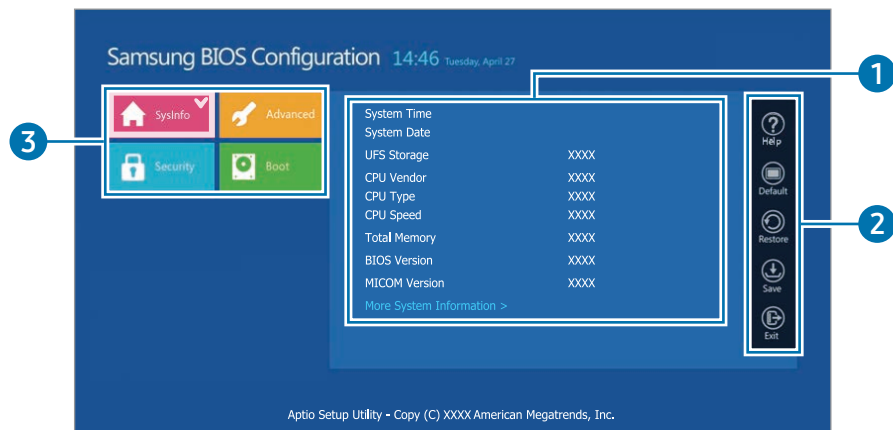 Samsung BIOS Configuration 14:46 Tuesday, April 27
1
3
SysInfo
Advanced
Security
Boot
System Time
System Date
UFS Storage XXXX
CPU Vendor XXXX
CPU Type XXXX
CPU Speed XXXX
Total Memory XXXX
BIOS Version XXXX
MICOM Version XXXX
More System Information >
Help
Default
Restore
Save
Exit
2
Aptio Setup Utility - Copy (C) XXXX American Megatrends, Inc.